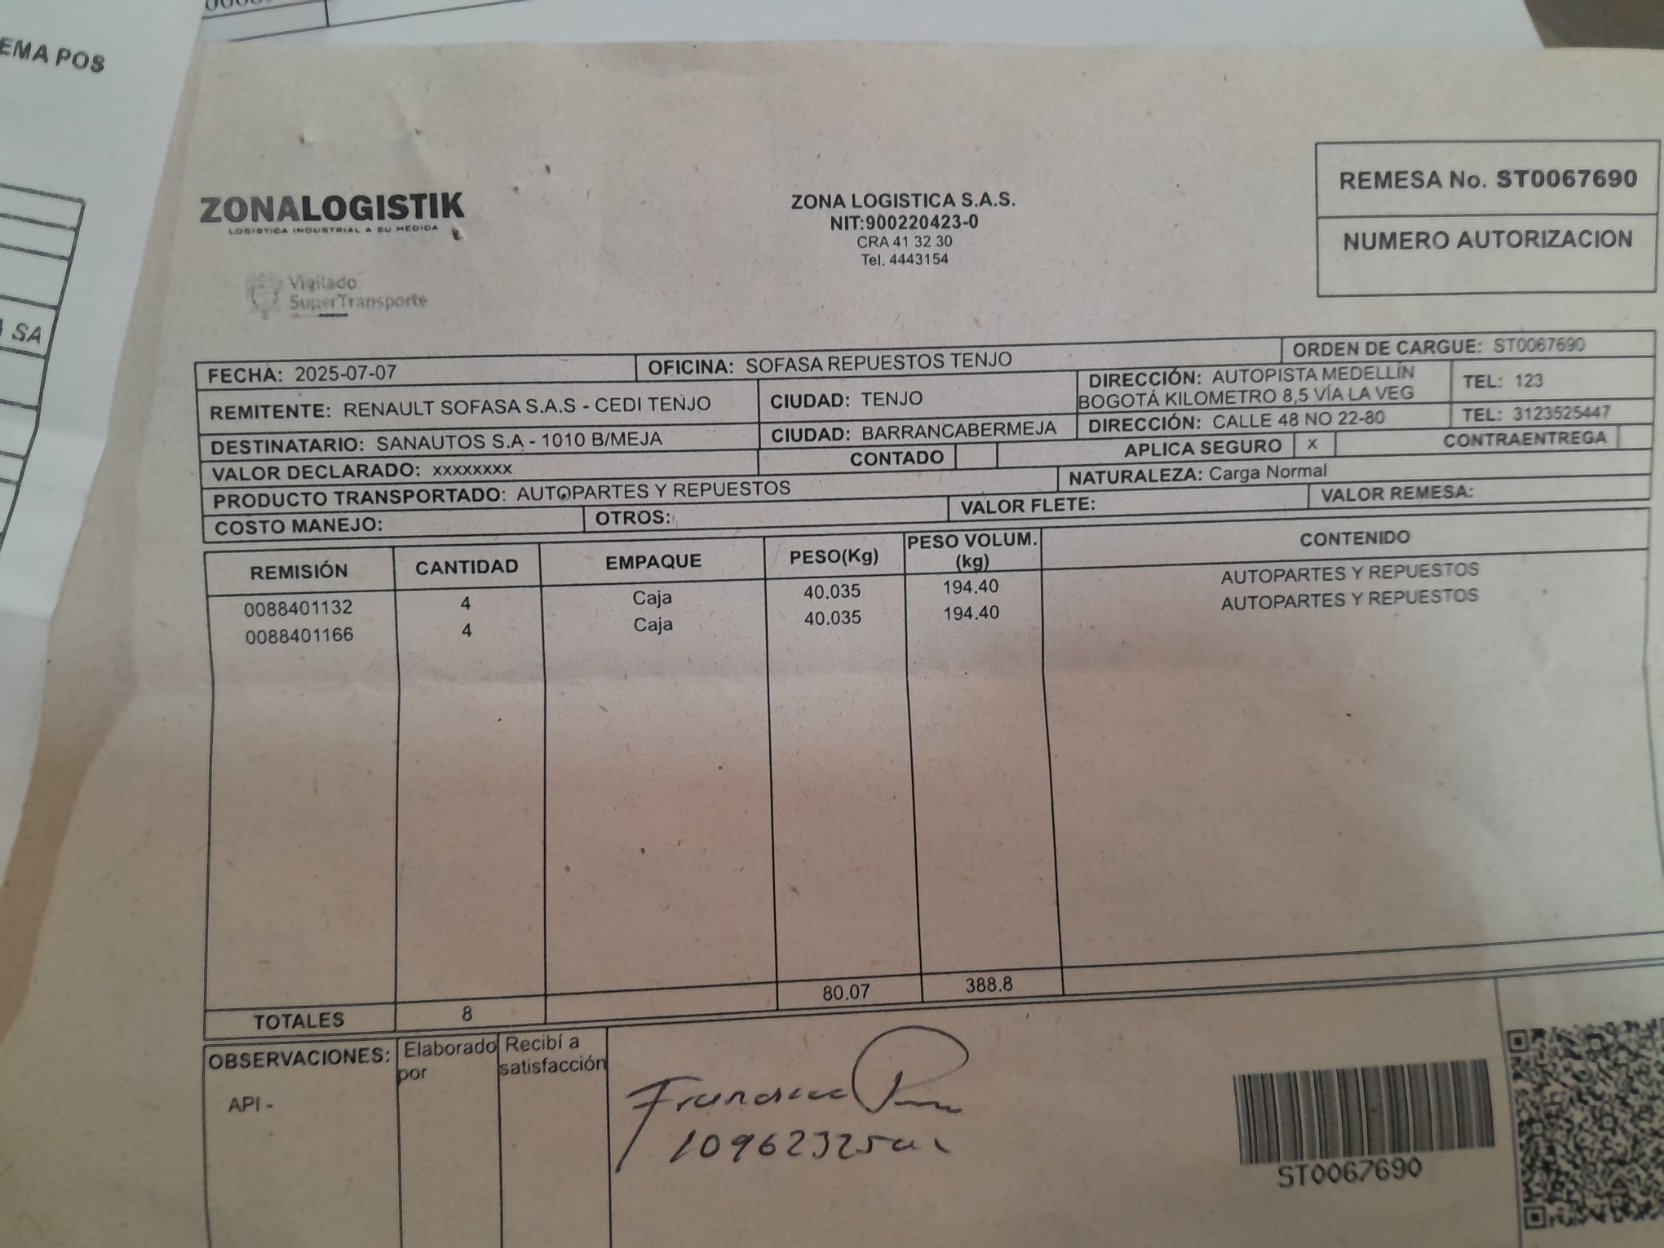 EMA POS
SA
ZONALOGISTIK
LOGISTICA INDUSTRIAL A SU MEDIDA
Vigilado
SuperTransporte
ZONA LOGISTICA S.A.S.
NIT:900220423-0
CRA 41 32 30
Tel. 4443154
REMESA No. ST0067690
NUMERO AUTORIZACION
FECHA: 2025-07-07 OFICINA: SOFASA REPUESTOS TENJO ORDEN DE CARGUE: ST0067690
REMITENTE: RENAULT SOFASA S.A.S - CEDI TENJO CIUDAD: TENJO DIRECCIÓN: AUTOPISTA MEDELLÍN BOGOTÁ KILOMETRO 8,5 VÍA LA VEG TEL: 123
DESTINATARIO: SANAUTOS S.A - 1010 B/MEJA CIUDAD: BARRANCABERMEJA DIRECCIÓN: CALLE 48 NO 22-80 TEL: 3123525447
VALOR DECLARADO: xxxxxxxx CONTADO APLICA SEGURO x CONTRAENTREGA
PRODUCTO TRANSPORTADO: AUTOPARTES Y REPUESTOS NATURALEZA: Carga Normal
COSTO MANEJO: OTROS: VALOR FLETE: VALOR REMESA:
REMISIÓN CANTIDAD EMPAQUE PESO(Kg) PESO VOLUM. (kg) CONTENIDO
0088401132 4 Caja 40.035 194.40 AUTOPARTES Y REPUESTOS
0088401166 4 Caja 40.035 194.40 AUTOPARTES Y REPUESTOS
TOTALES 8 80.07 388.8
OBSERVACIONES: Elaborado por Recibí a satisfacción
API -
ST0067690